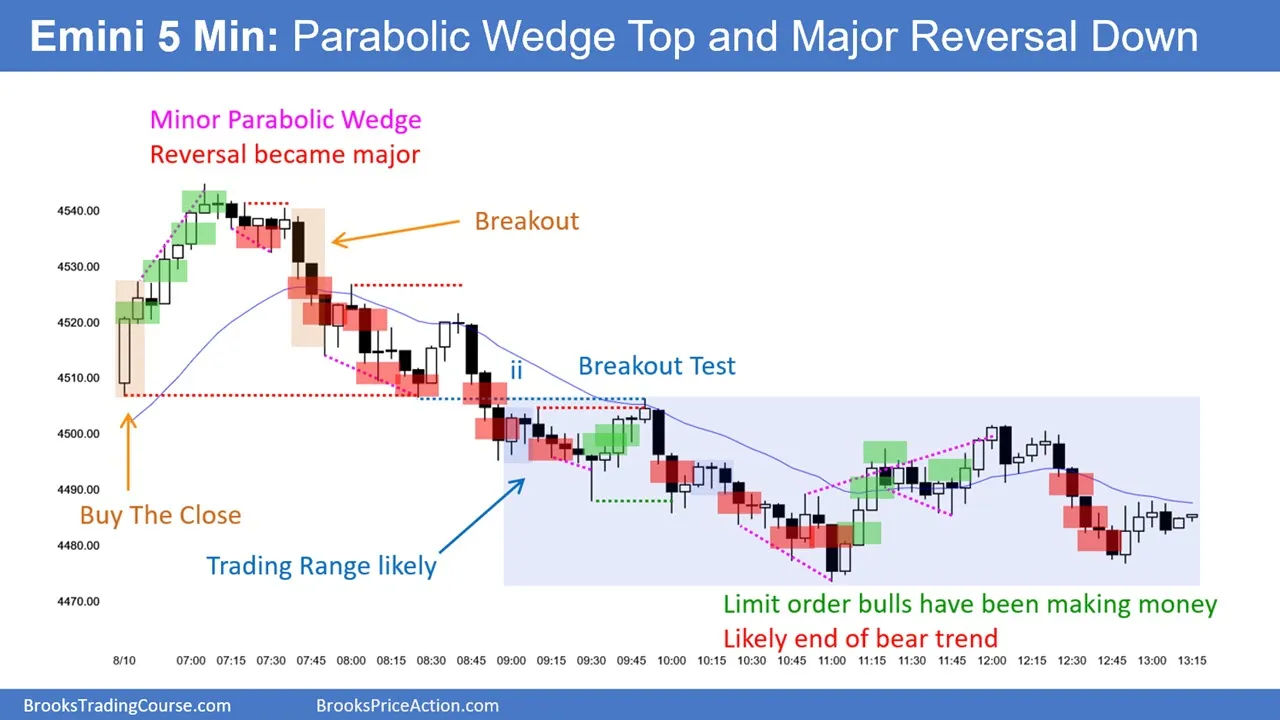 Emini 5 Min: Parabolic Wedge Top and Major Reversal Down
Minor Parabolic Wedge
Reversal became major
4540.00
Breakout
4530.00
4520.00
4510.00
ii
Breakout Test
4500.00
4490.00
Buy The Close
4480.00
Trading Range likely
4470.00
Limit order bulls have been making money
Likely end of bear trend
8/10 07:00 07:15 07:30 07:45 08:00 08:15 08:30 08:45 09:00 09:15 09:30 09:45 10:00 10:15 10:30 10:45 11:00 11:15 11:30 11:45 12:00 12:15 12:30 12:45 13:00 13:15
BrooksTradingCourse.com BrooksPriceAction.com